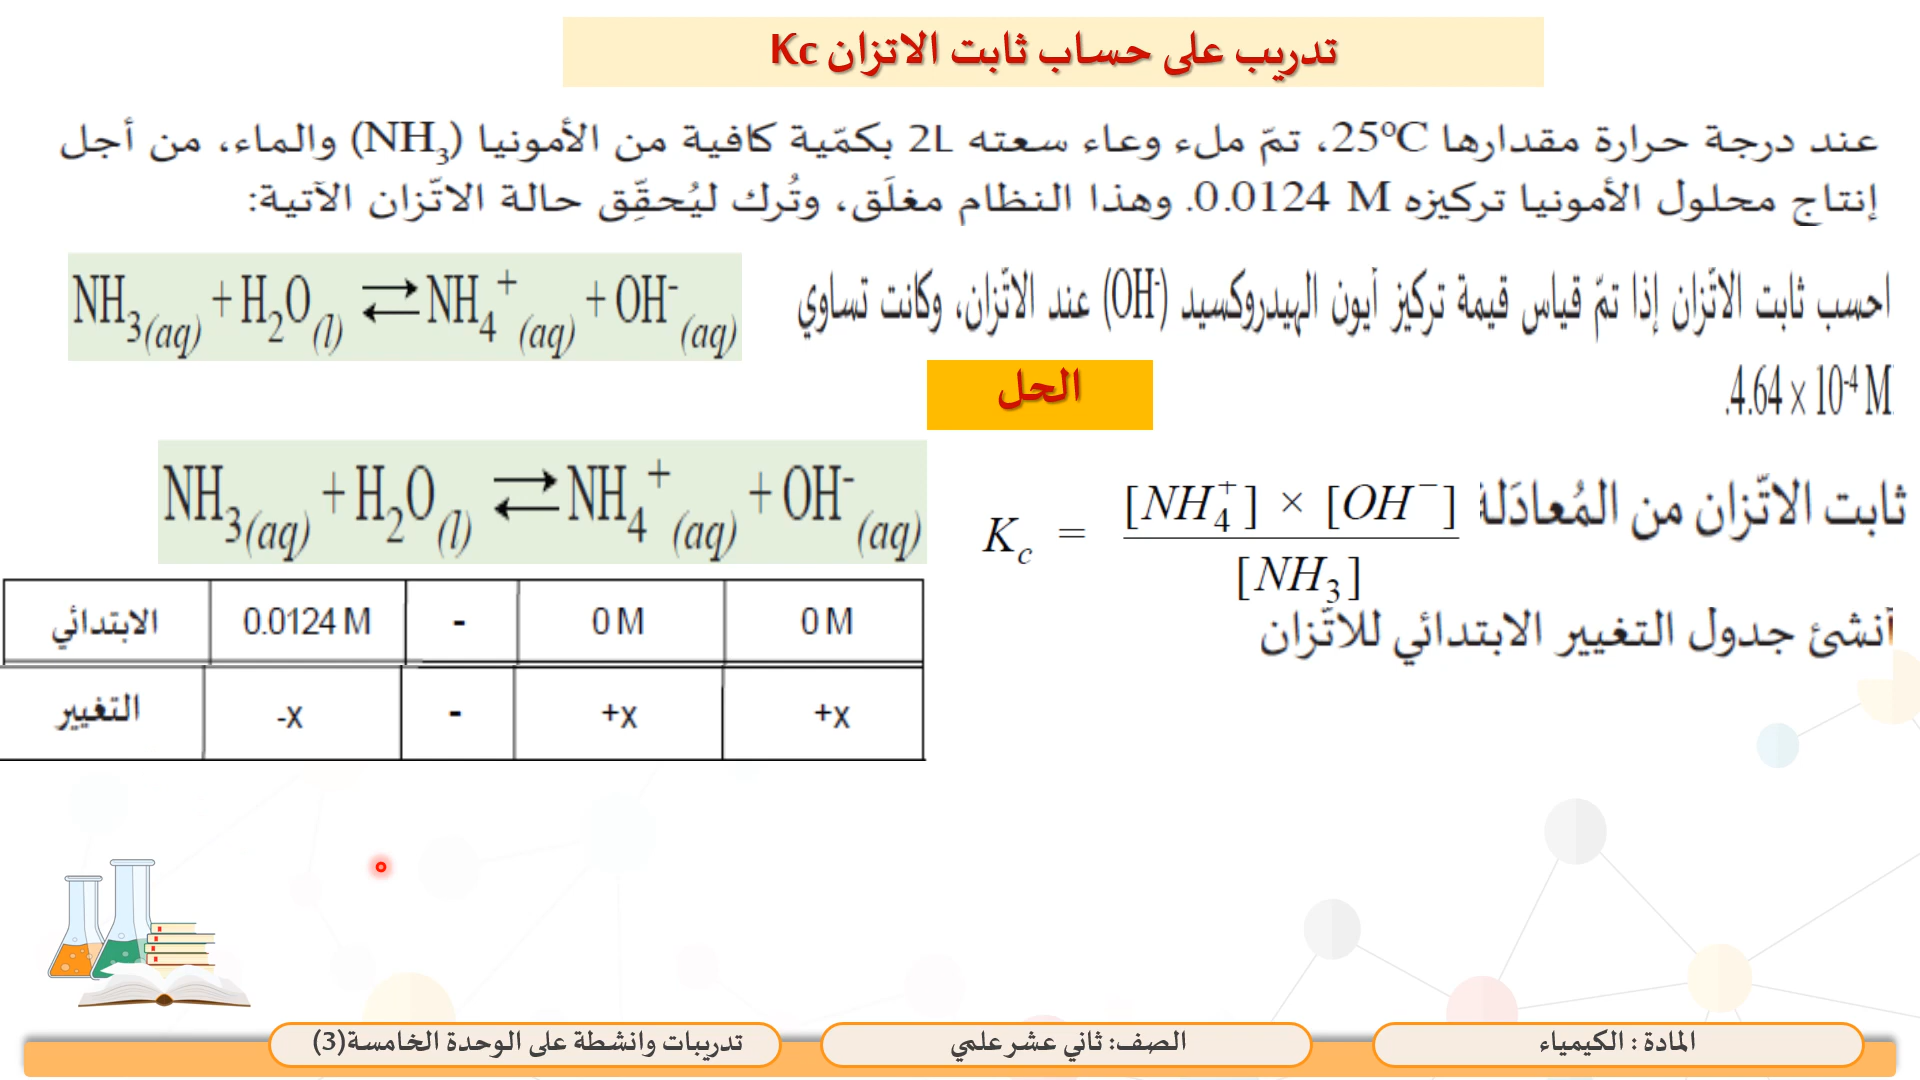 تدريب على حساب ثابت الاتزان Kc
عند درجة حرارة مقدارها 25ºC، تمّ ملء وعاء سعته 2L بكمّية كافية من الأمونيا (NH₃) والماء، من أجل
إنتاج محلول الأمونيا تركيزه 0.0124 M. وهذا النظام مغلَق، وتُرك ليُحقِّق حالة الاتّزان الآتية:
احسب ثابت الاتّزان إذا تمّ قياس قيمة تركيز أيون الهيدروكسيد (OH⁻) عند الاتّزان، وكانت تساوي
4.64 × 10⁻⁴ M.
NH₃(aq) + H₂O(l) ⇄ NH₄⁺(aq) + OH⁻(aq)
الحل
ثابت الاتّزان من المُعادَلة
K_c = [NH₄⁺] × [OH⁻] / [NH₃]
أنشئ جدول التغيير الابتدائي للاتّزان
NH₃(aq) + H₂O(l) ⇄ NH₄⁺(aq) + OH⁻(aq)
الابتدائي 0.0124 M - 0 M 0 M
التغيير -x - +x +x
المادة : الكيمياء
الصف: ثاني عشر علمي
تدريبات وانشطة على الوحدة الخامسة(3)